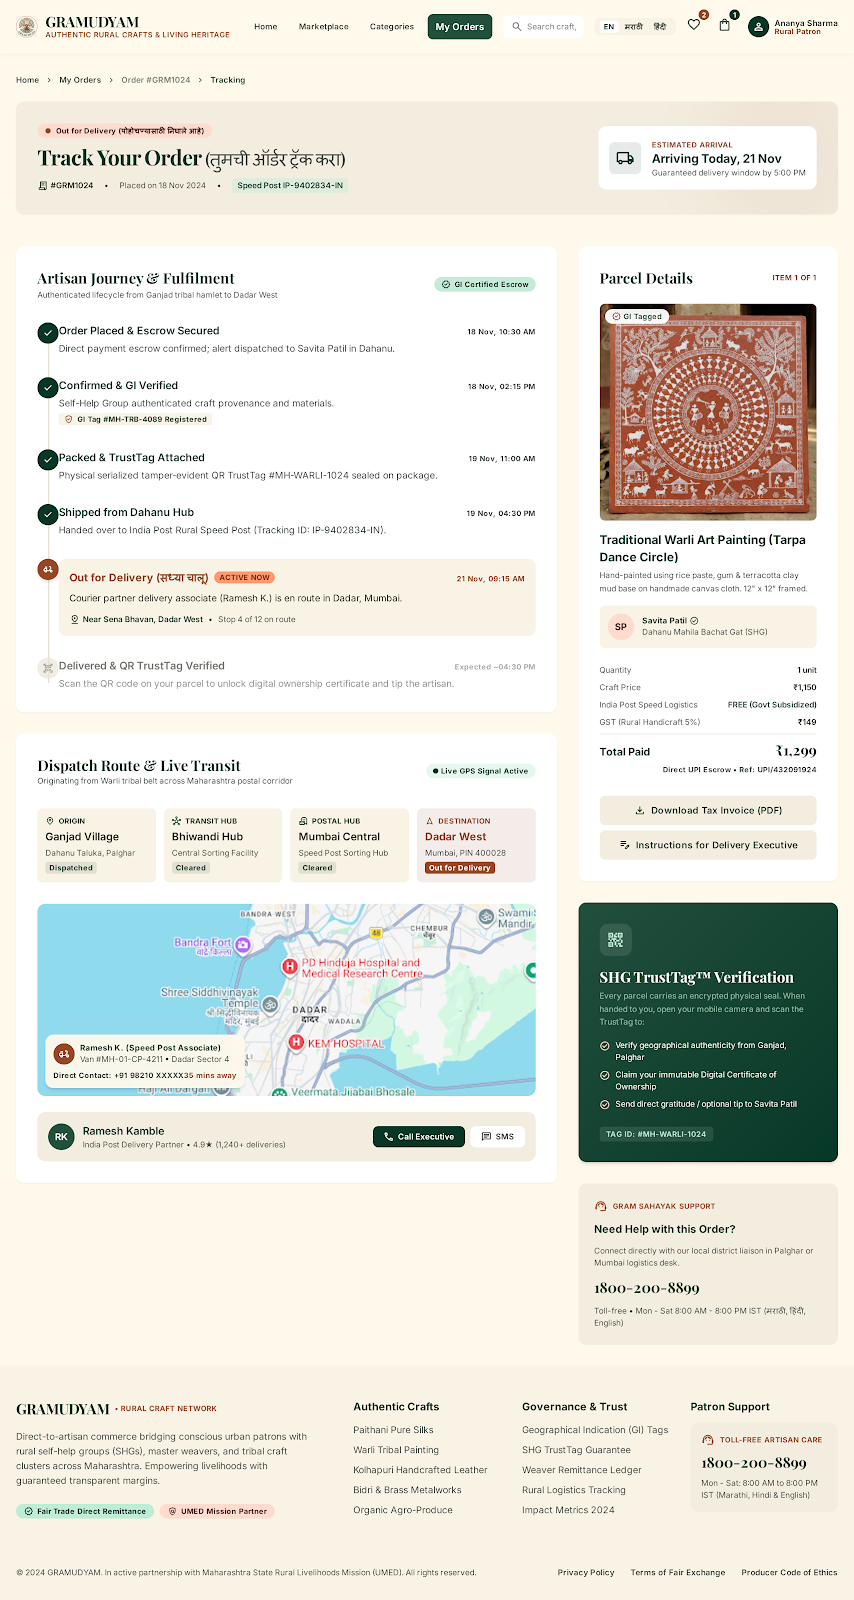 GRAMUDYAM
AUTHENTIC RURAL CRAFTS & LIVING HERITAGE
Home
Marketplace
Categories
My Orders
Search craft,
EN
मराठी
हिंदी
2
1
Ananya Sharma
Rural Patron
Home > My Orders > Order #GRM1024 > Tracking
Out for Delivery (पोहोचण्यासाठी निघाले आहे)
Track Your Order (तुमची ऑर्डर ट्रॅक करा)
#GRM1024 • Placed on 18 Nov 2024 • Speed Post IP-9402834-IN
ESTIMATED ARRIVAL
Arriving Today, 21 Nov
Guaranteed delivery window by 5:00 PM
Artisan Journey & Fulfilment
Authenticated lifecycle from Ganjad tribal hamlet to Dadar West
GI Certified Escrow
Order Placed & Escrow Secured
18 Nov, 10:30 AM
Direct payment escrow confirmed; alert dispatched to Savita Patil in Dahanu.
Confirmed & GI Verified
18 Nov, 02:15 PM
Self-Help Group authenticated craft provenance and materials.
GI Tag #MH-TRB-4089 Registered
Packed & TrustTag Attached
19 Nov, 11:00 AM
Physical serialized tamper-evident QR TrustTag #MH-WARLI-1024 sealed on package.
Shipped from Dahanu Hub
19 Nov, 04:30 PM
Handed over to India Post Rural Speed Post (Tracking ID: IP-9402834-IN).
Out for Delivery (सध्या चालू)
ACTIVE NOW
21 Nov, 09:15 AM
Courier partner delivery associate (Ramesh K.) is en route in Dadar, Mumbai.
Near Sena Bhavan, Dadar West • Stop 4 of 12 on route
Delivered & QR TrustTag Verified
Expected ~04:30 PM
Scan the QR code on your parcel to unlock digital ownership certificate and tip the artisan.
Dispatch Route & Live Transit
Originating from Warli tribal belt across Maharashtra postal corridor
Live GPS Signal Active
ORIGIN
Ganjad Village
Dahanu Taluka, Palghar
Dispatched
TRANSIT HUB
Bhiwandi Hub
Central Sorting Facility
Cleared
POSTAL HUB
Mumbai Central
Speed Post Sorting Hub
Cleared
DESTINATION
Dadar West
Mumbai, PIN 400028
Out for Delivery
BANDRA WEST
Swami
Mandir
CHEMBUR
चेंबूर
48
Bandra Fort
बांद्रा किल्ला
PD Hinduja Hospital and
Medical Research Centre
Shree Siddhivinayak
Temple
श्री सिद्धीविनायक
मंदिर, मुंबई
DADAR
दादर
WADALA
KEM HOSPITAL
Haji Ali Dargah
Veermata Jijabai Bhosale
Ramesh K. (Speed Post Associate)
Van #MH-01-CP-4211 • Dadar Sector 4
Direct Contact: +91 98210 XXXXX35 mins away
RK
Ramesh Kamble
India Post Delivery Partner • 4.9★ (1,240+ deliveries)
Call Executive
SMS
Parcel Details
ITEM 1 OF 1
GI Tagged
Traditional Warli Art Painting (Tarpa
Dance Circle)
Hand-painted using rice paste, gum & terracotta clay
mud base on handmade canvas cloth. 12" x 12" framed.
SP
Savita Patil
Dahanu Mahila Bachat Gat (SHG)
Quantity
1 unit
Craft Price
₹1,150
India Post Speed Logistics
FREE (Govt Subsidized)
GST (Rural Handicraft 5%)
₹149
Total Paid
₹1,299
Direct UPI Escrow • Ref: UPI/432091924
Download Tax Invoice (PDF)
Instructions for Delivery Executive
SHG TrustTag™ Verification
Every parcel carries an encrypted physical seal. When
handed to you, open your mobile camera and scan the
TrustTag to:
Verify geographical authenticity from Ganjad,
Palghar
Claim your immutable Digital Certificate of
Ownership
Send direct gratitude / optional tip to Savita Patil
TAG ID: #MH-WARLI-1024
GRAM SAHAYAK SUPPORT
Need Help with this Order?
Connect directly with our local district liaison in Palghar or
Mumbai logistics desk.
1800-200-8899
Toll-free • Mon - Sat 8:00 AM - 8:00 PM IST (मराठी, हिंदी,
English)
GRAMUDYAM • RURAL CRAFT NETWORK
Direct-to-artisan commerce bridging conscious urban patrons with
rural self-help groups (SHGs), master weavers, and tribal craft
clusters across Maharashtra. Empowering livelihoods with
guaranteed transparent margins.
Fair Trade Direct Remittance
UMED Mission Partner
Authentic Crafts
Paithani Pure Silks
Warli Tribal Painting
Kolhapuri Handcrafted Leather
Bidri & Brass Metalworks
Organic Agro-Produce
Governance & Trust
Geographical Indication (GI) Tags
SHG TrustTag Guarantee
Weaver Remittance Ledger
Rural Logistics Tracking
Impact Metrics 2024
Patron Support
TOLL-FREE ARTISAN CARE
1800-200-8899
Mon - Sat: 8:00 AM to 8:00 PM
IST (Marathi, Hindi & English)
© 2024 GRAMUDYAM. In active partnership with Maharashtra State Rural Livelihoods Mission (UMED). All rights reserved.
Privacy Policy
Terms of Fair Exchange
Producer Code of Ethics